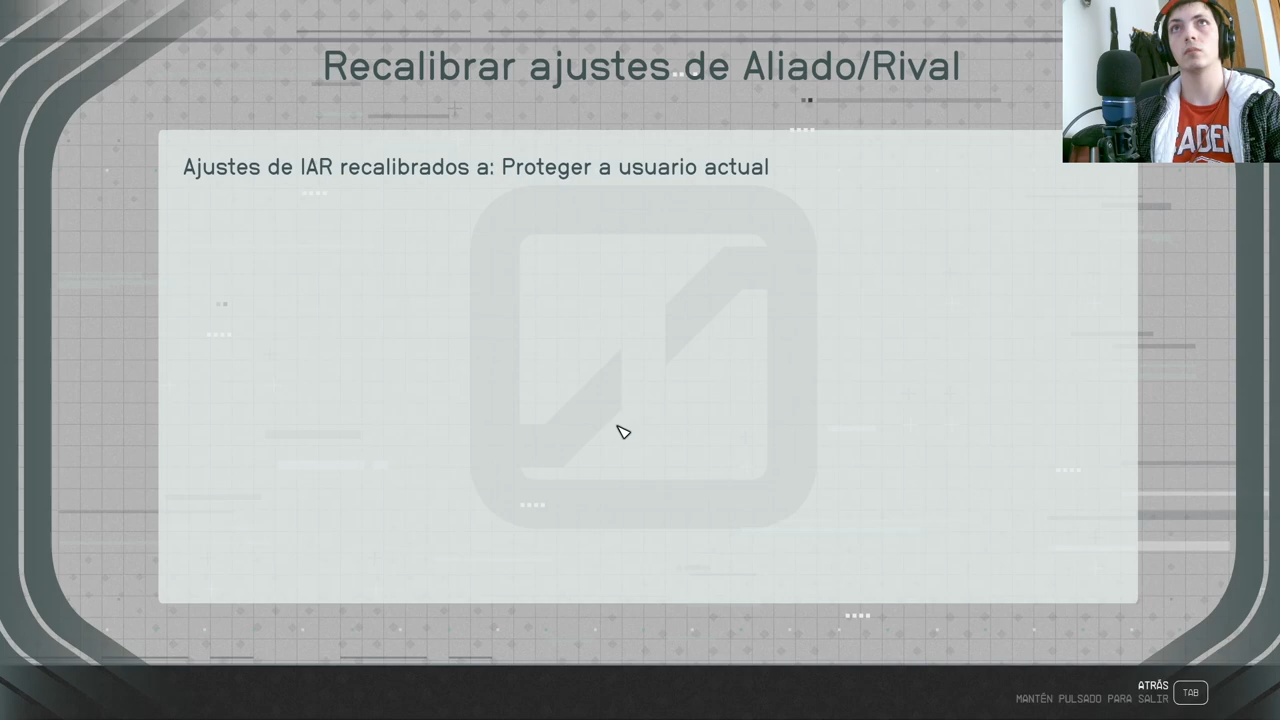 Recalibrar ajustes de Aliado/Rival
Ajustes de IAR recalibrados a: Proteger a usuario actual
ATRÁS
MANTÉN PULSADO PARA SALIR
TAB